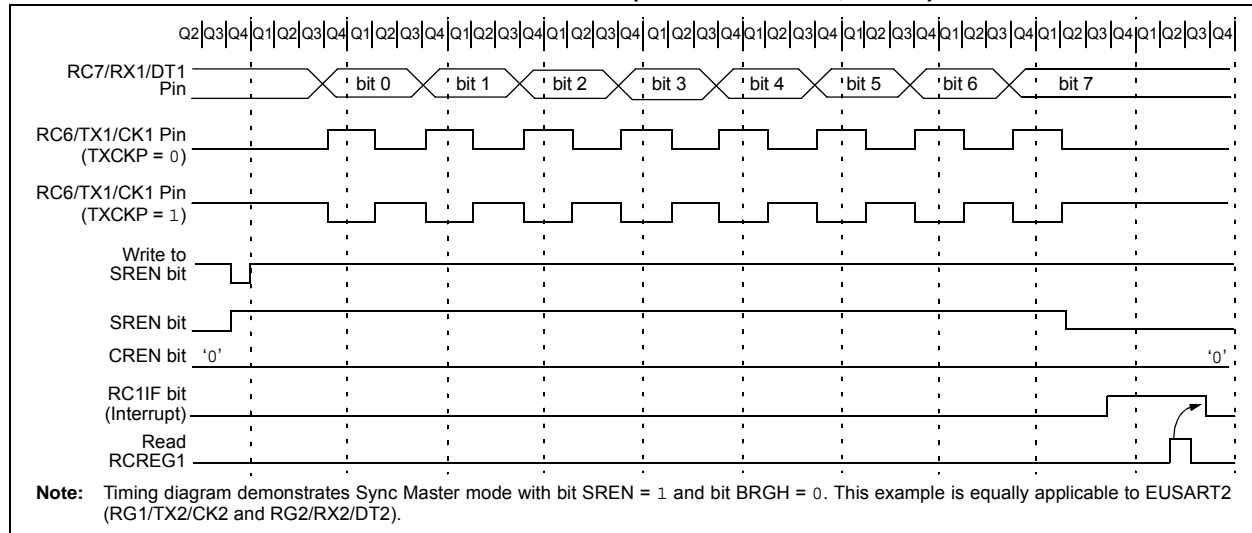 Q2 Q3 Q4 Q1 Q2 Q3 Q4 Q1 Q2 Q3 Q4 Q1 Q2 Q3 Q4 Q1 Q2 Q3 Q4 Q1 Q2 Q3 Q4 Q1 Q2 Q3 Q4 Q1 Q2 Q3 Q4 Q1 Q2 Q3 Q4 Q1 Q2 Q3 Q4 Q1 Q2 Q3 Q4
RC7/RX1/DT1
Pin
bit 0 bit 1 bit 2 bit 3 bit 4 bit 5 bit 6 bit 7
RC6/TX1/CK1 Pin
(TXCKP = 0)
RC6/TX1/CK1 Pin
(TXCKP = 1)
Write to
SREN bit
SREN bit
CREN bit '0' '0'
RC1IF bit
(Interrupt)
Read
RCREG1
Note: Timing diagram demonstrates Sync Master mode with bit SREN = 1 and bit BRGH = 0. This example is equally applicable to EUSART2
(RG1/TX2/CK2 and RG2/RX2/DT2).